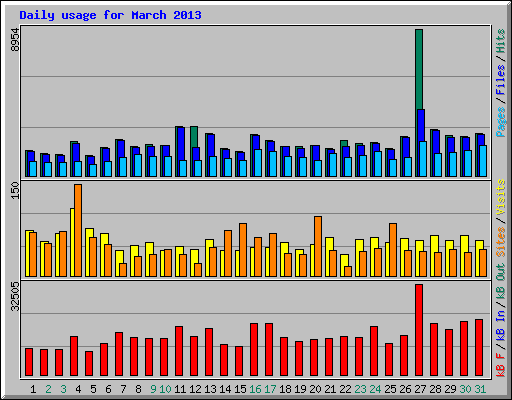 Daily usage for March 2013
8954
Pages / Files / Hits
150
Sites / Visits
32505
kB F / kB In / kB Out
1 2 3 4 5 6 7 8 9 10 11 12 13 14 15 16 17 18 19 20 21 22 23 24 25 26 27 28 29 30 31